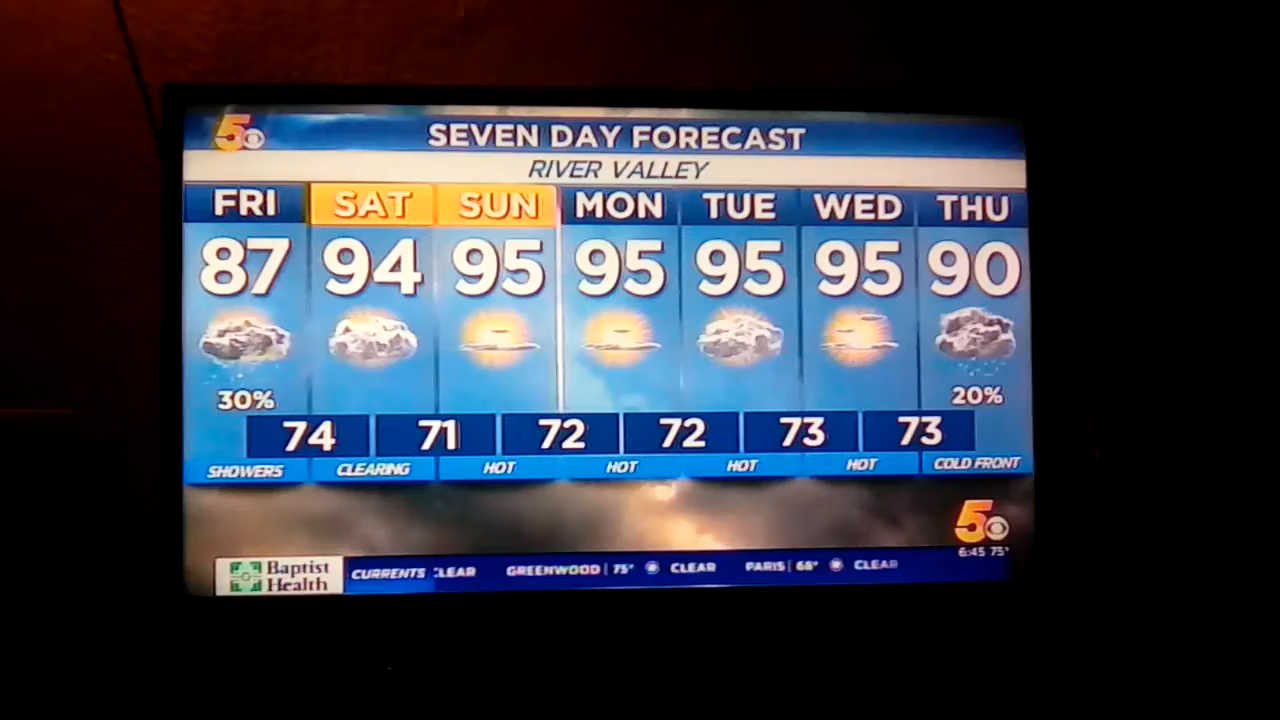 5
SEVEN DAY FORECAST
RIVER VALLEY
FRI SAT SUN MON TUE WED THU
87 94 95 95 95 95 90
30% 20%
74 71 72 72 73 73
SHOWERS CLEARING HOT HOT HOT HOT COLD FRONT
5
6:45 75°
Baptist
Health
CURRENTS CLEAR GREENWOOD 75° CLEAR PARIS 68° CLEAR